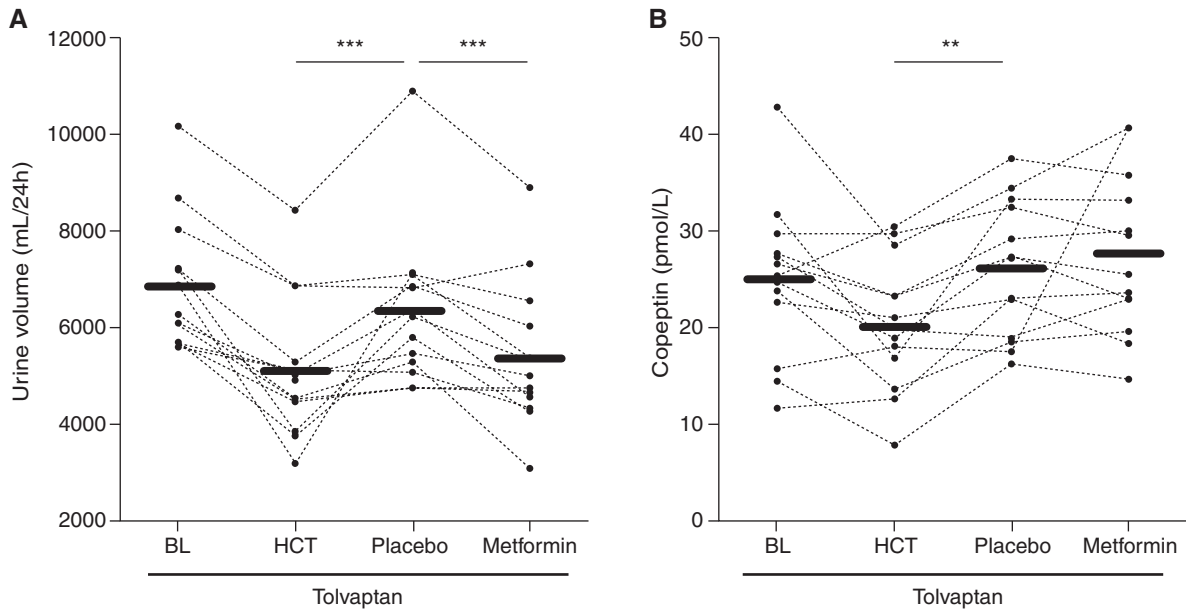 A
Urine volume (mL/24h)
12000
10000
8000
6000
4000
2000
*** ***
BL HCT Placebo Metformin
Tolvaptan
B
Copeptin (pmol/L)
50
40
30
20
10
0
**
BL HCT Placebo Metformin
Tolvaptan